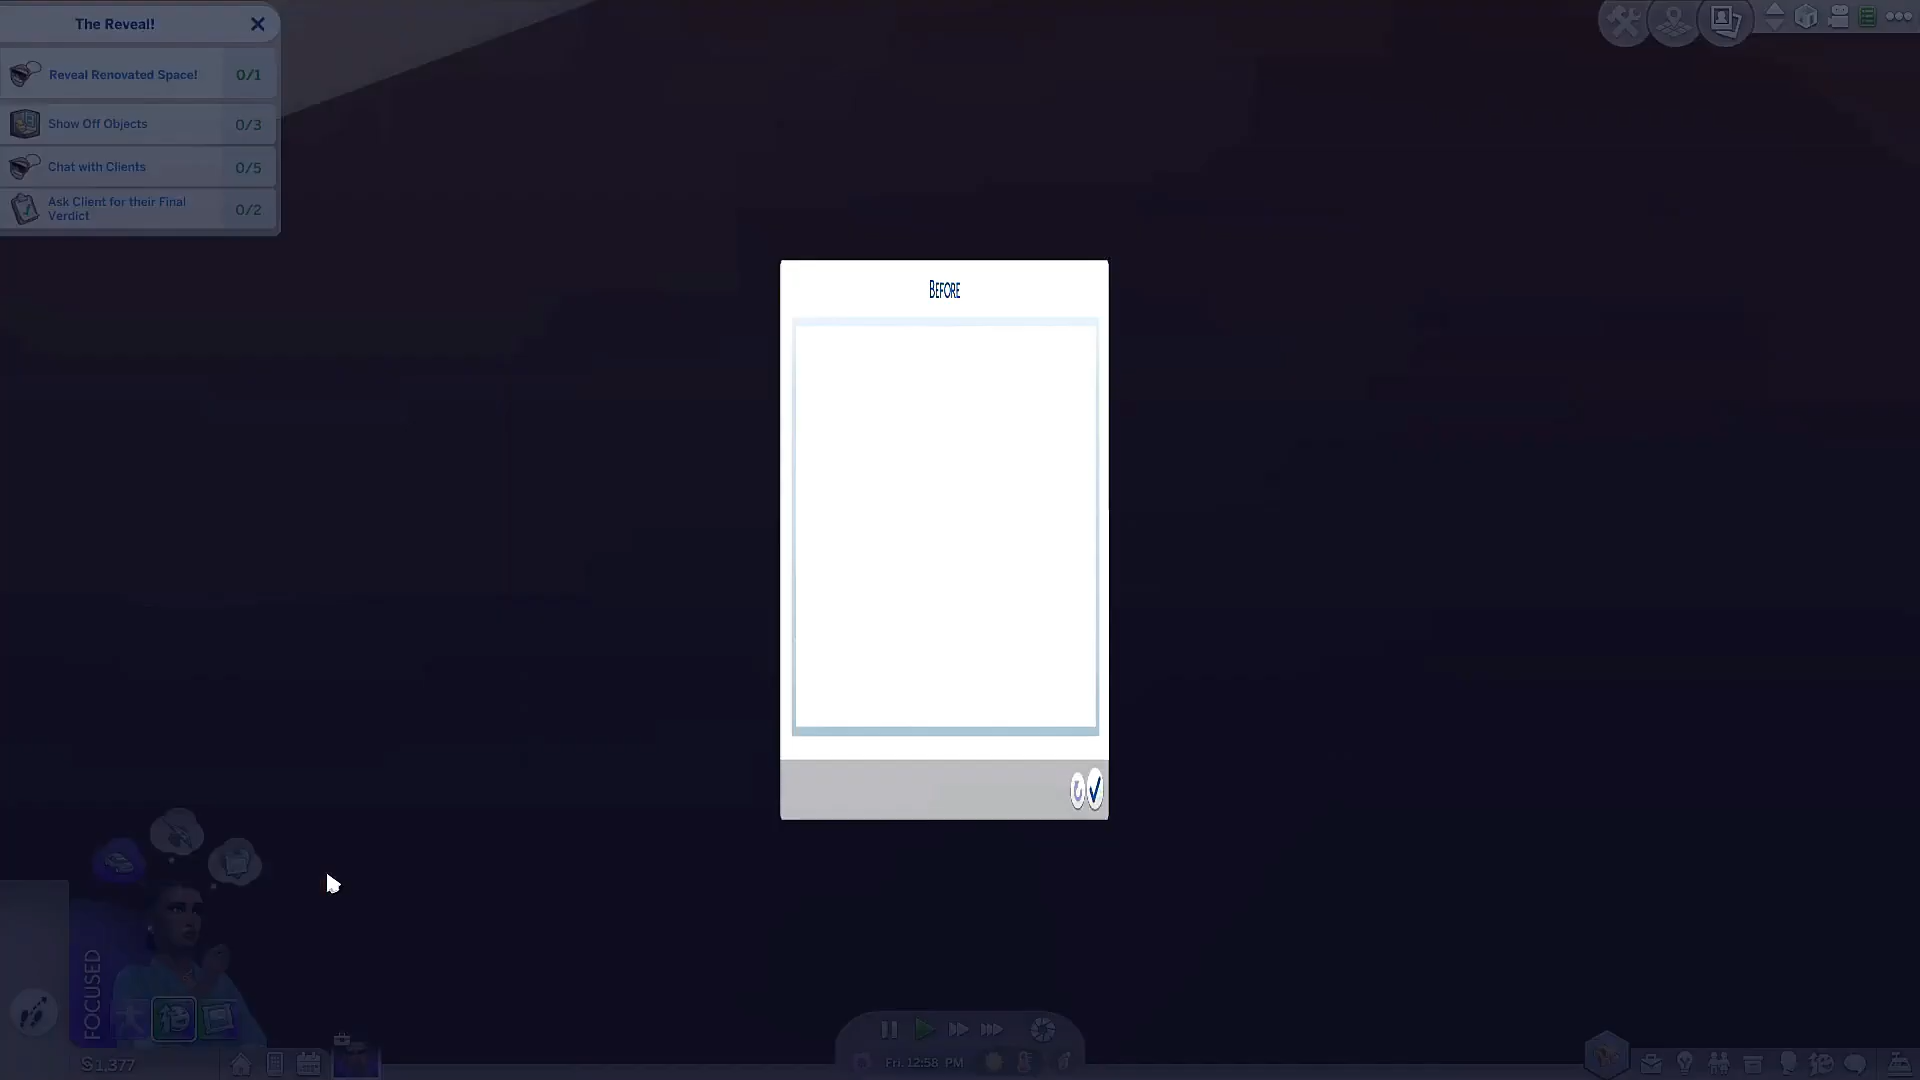 The Reveal!
Reveal Renovated Space! 0/1
Show Off Objects 0/3
Chat with Clients 0/5
Ask Client for their Final
Verdict 0/2
BEFORE
FOCUSED
§1,377
Fri. 12:58 PM